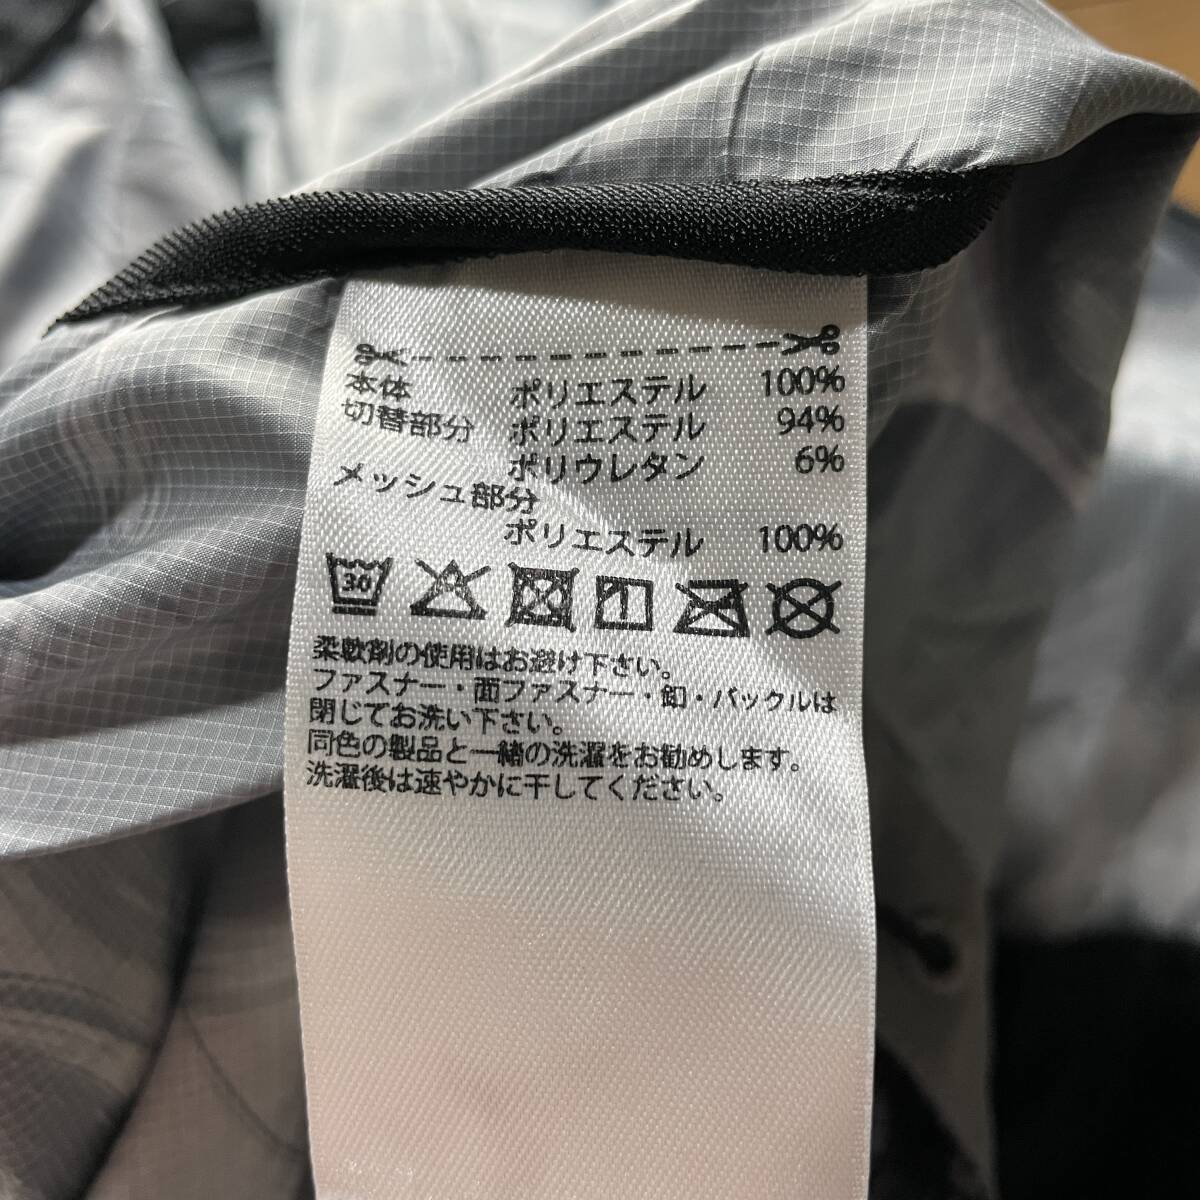 本体 ポリエステル 100%
切替部分 ポリエステル 94%
ポリウレタン 6%
メッシュ部分
ポリエステル 100%
30
柔軟剤の使用はお避け下さい。
ファスナー・面ファスナー・釦・バックルは
閉じてお洗い下さい。
同色の製品と一緒の洗濯をお勧めします。
洗濯後は速やかに干してください。